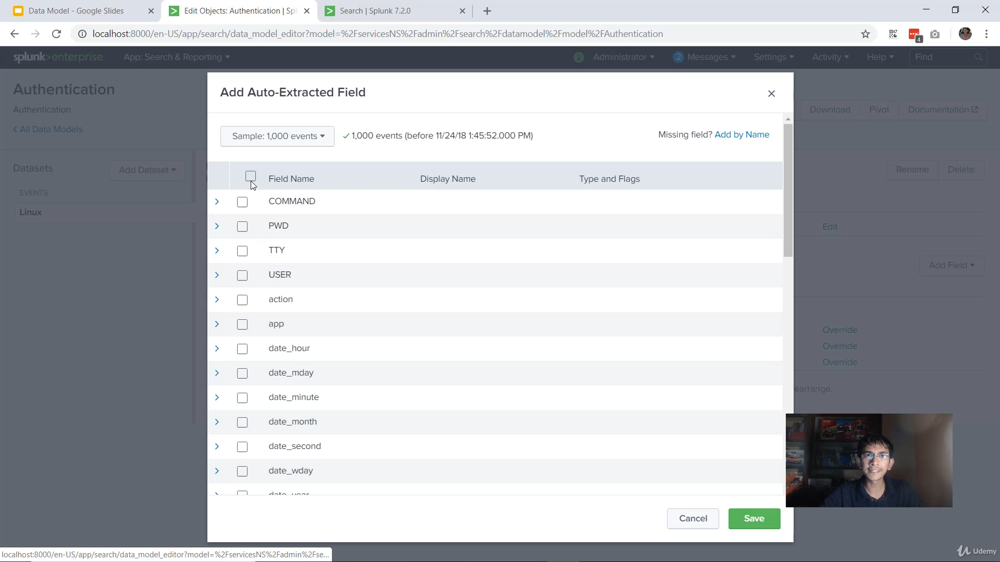 Data Model - Google Slides
Edit Objects: Authentication | Spl
Search | Splunk 7.2.0
localhost:8000/en-US/app/search/data_model_editor?model=%2FservicesNS%2Fadmin%2Fsearch%2Fdatamodel%2Fmodel%2FAuthentication
4
splunk>enterprise
App: Search & Reporting
i
Administrator
2 Messages
Settings
Activity
Help
Find
Authentication
Authentication
< All Data Models
Download
Pivot
Documentation
Datasets
Add Dataset
EVENTS
Linux
Rename
Delete
Edit
Add Field
Override
Override
Override
earrange.
Add Auto-Extracted Field
Sample: 1,000 events
1,000 events (before 11/24/18 1:45:52.000 PM)
Missing field? Add by Name
Field Name
Display Name
Type and Flags
COMMAND
PWD
TTY
USER
action
app
date_hour
date_mday
date_minute
date_month
date_second
date_wday
date_year
Cancel
Save
localhost:8000/en-US/app/search/data_model_editor?model=%2FservicesNS%2Fadmin%2Fse...
Udemy